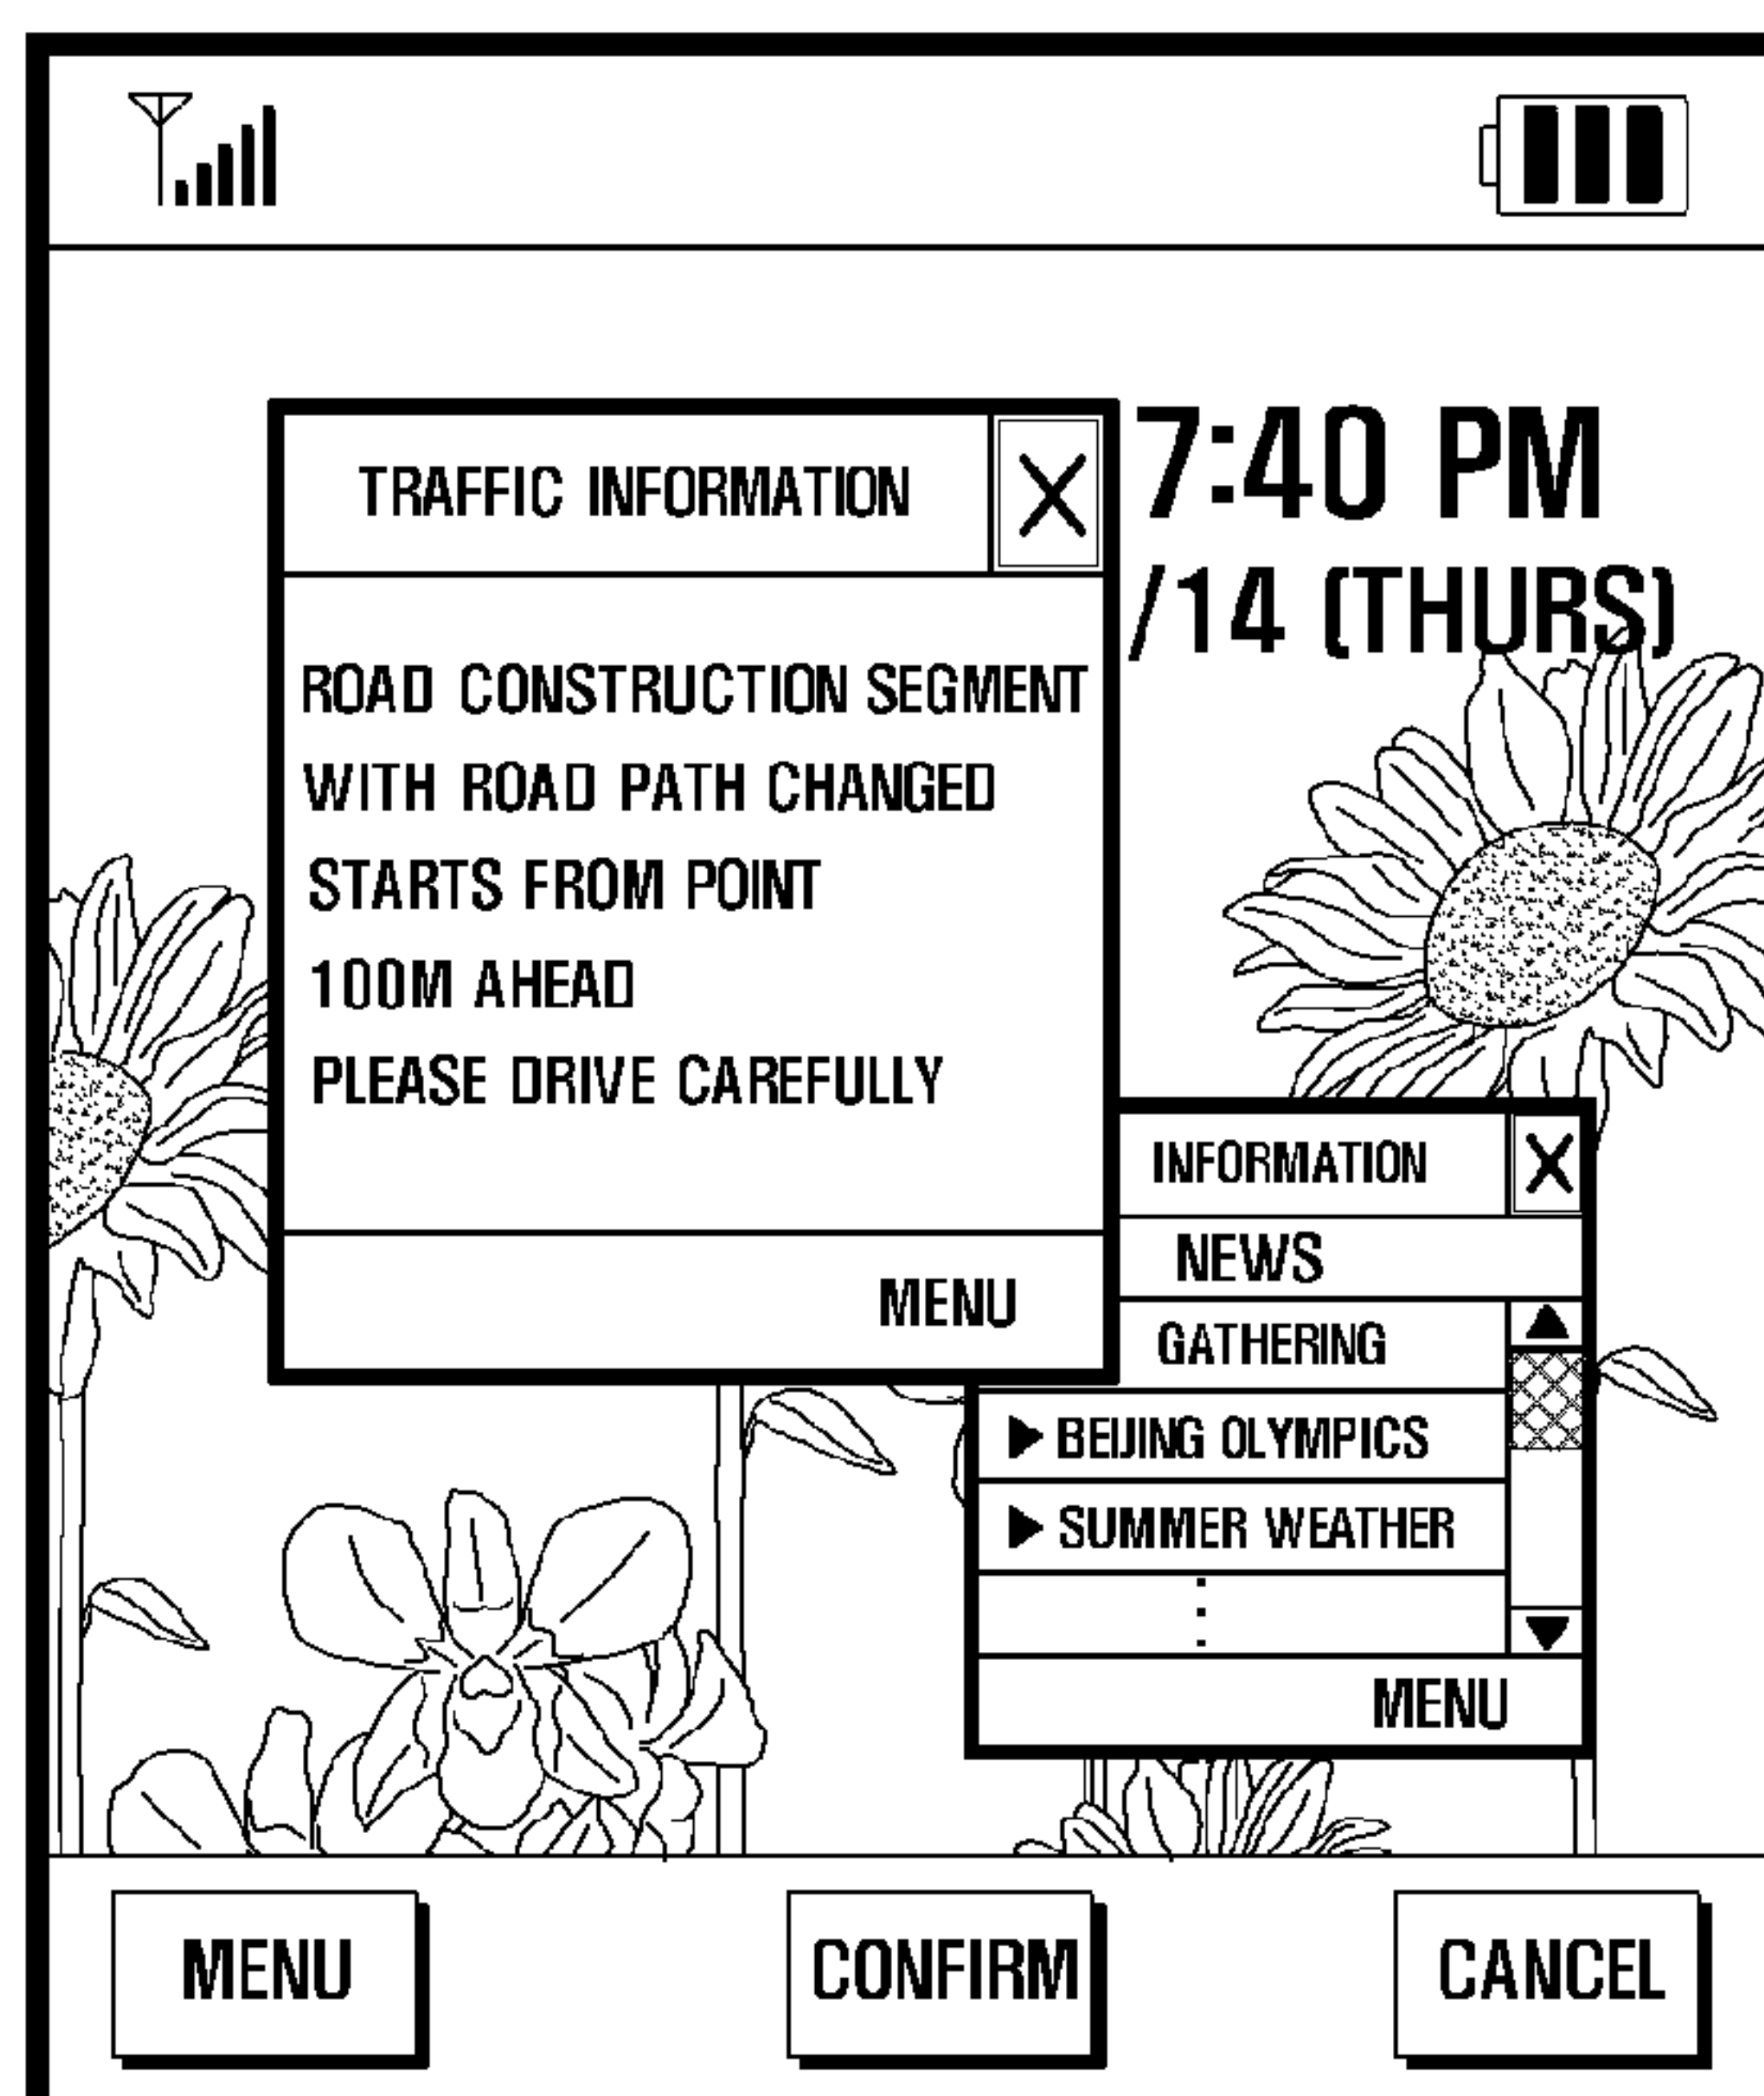 7:40 PM
/14 (THURS)
TRAFFIC INFORMATION X
ROAD CONSTRUCTION SEGMENT
WITH ROAD PATH CHANGED
STARTS FROM POINT
100M AHEAD
PLEASE DRIVE CAREFULLY
MENU
INFORMATION X
NEWS
GATHERING
BEIJING OLYMPICS
SUMMER WEATHER
MENU
MENU CONFIRM CANCEL